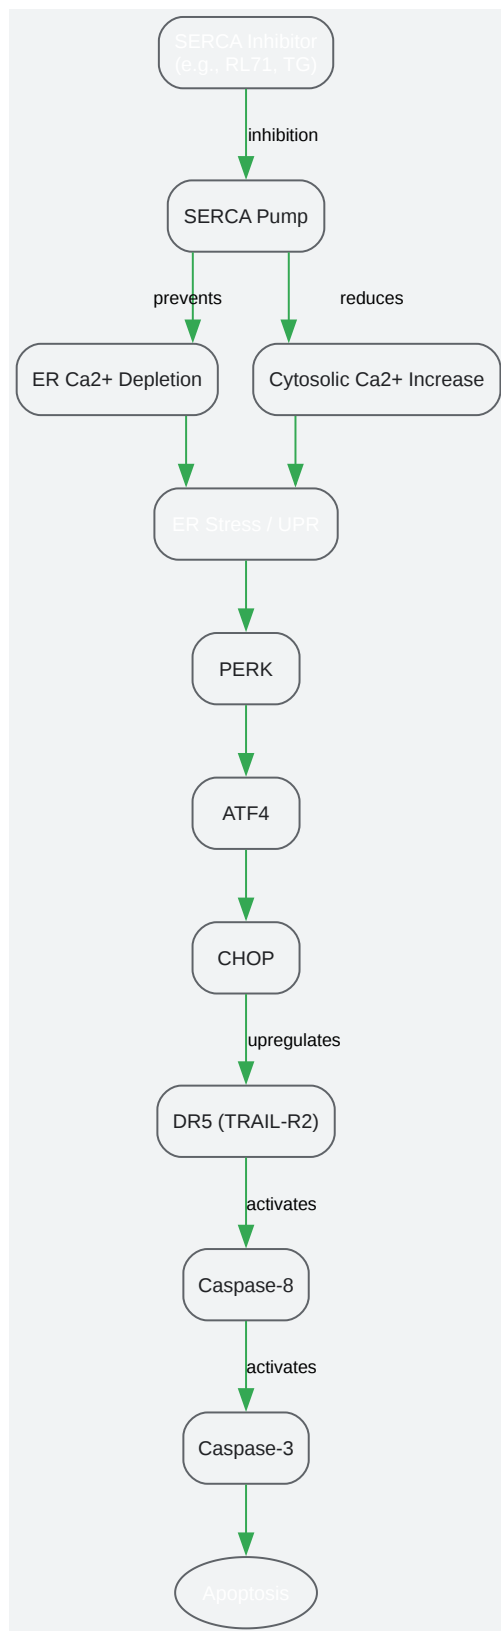 SERCA Inhibitor
(e.g., RL71, TG)
inhibition
SERCA Pump
prevents
reduces
ER Ca2+ Depletion
Cytosolic Ca2+ Increase
ER Stress / UPR
PERK
ATF4
CHOP
upregulates
DR5 (TRAIL-R2)
activates
Caspase-8
activates
Caspase-3
Apoptosis